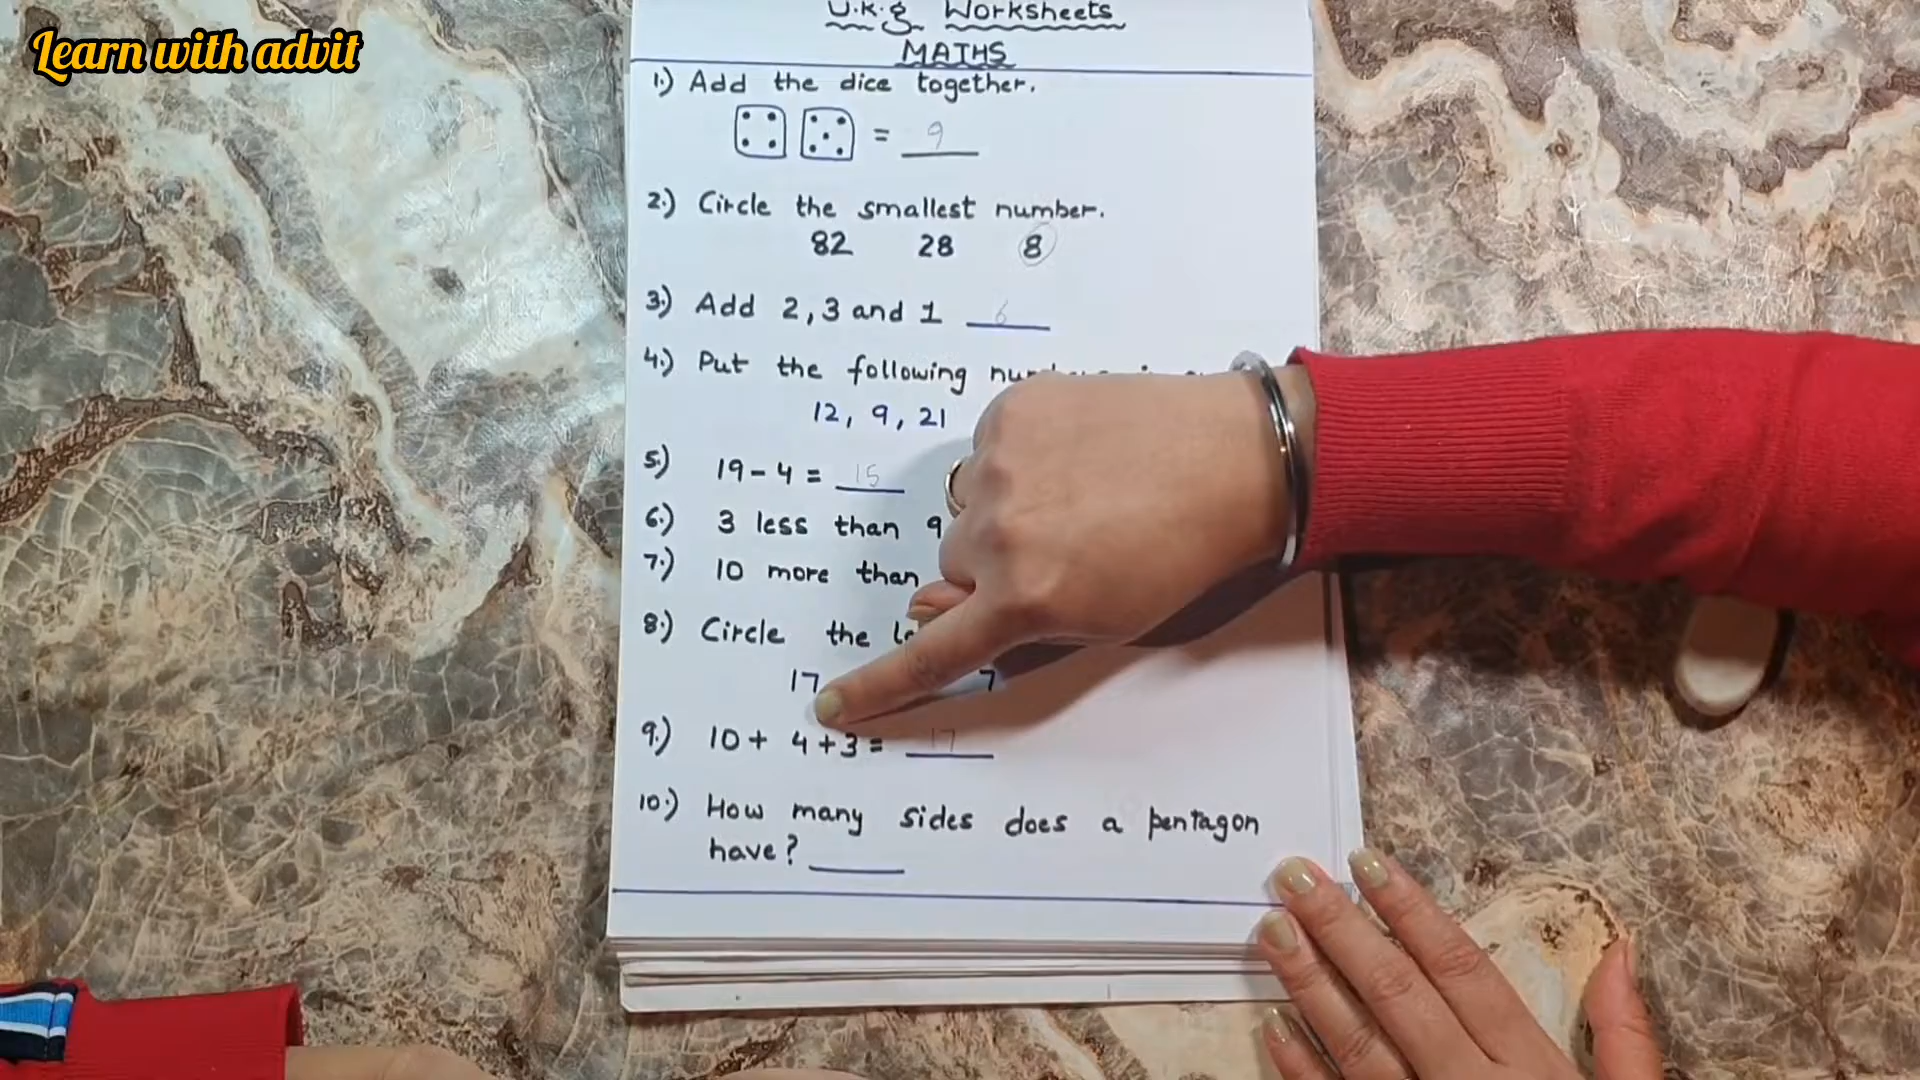 Learn with advit
U.k.g Worksheets
MATHS
1.) Add the dice together.
= 9
2.) Circle the smallest number.
82 28 8
3.) Add 2, 3 and 1 6
4.) Put the following
12, 9, 21
5.) 19 - 4 = 15
6.) 3 less than 9
7.) 10 more than
8.) Circle the
17 7
9.) 10 + 4 + 3 = 17
10.) How many sides does a pentagon
have?